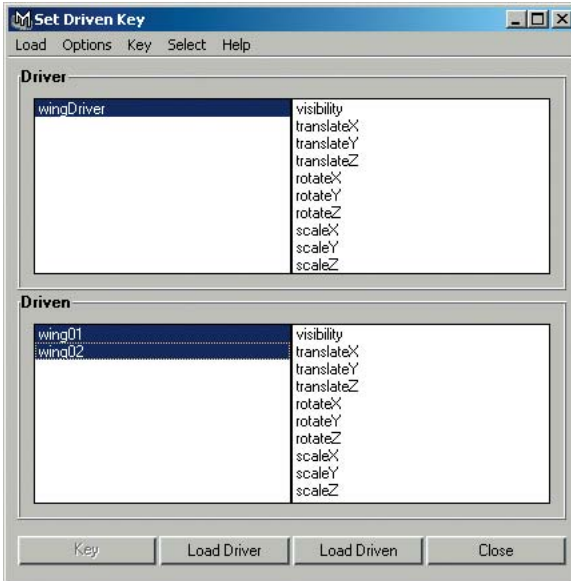 Set Driven Key
Load Options Key Select Help
Driver
wingDriver
visibility
translateX
translateY
translateZ
rotateX
rotateY
rotateZ
scaleX
scaleY
scaleZ
Driven
wing01
wing02
visibility
translateX
translateY
translateZ
rotateX
rotateY
rotateZ
scaleX
scaleY
scaleZ
Key Load Driver Load Driven Close